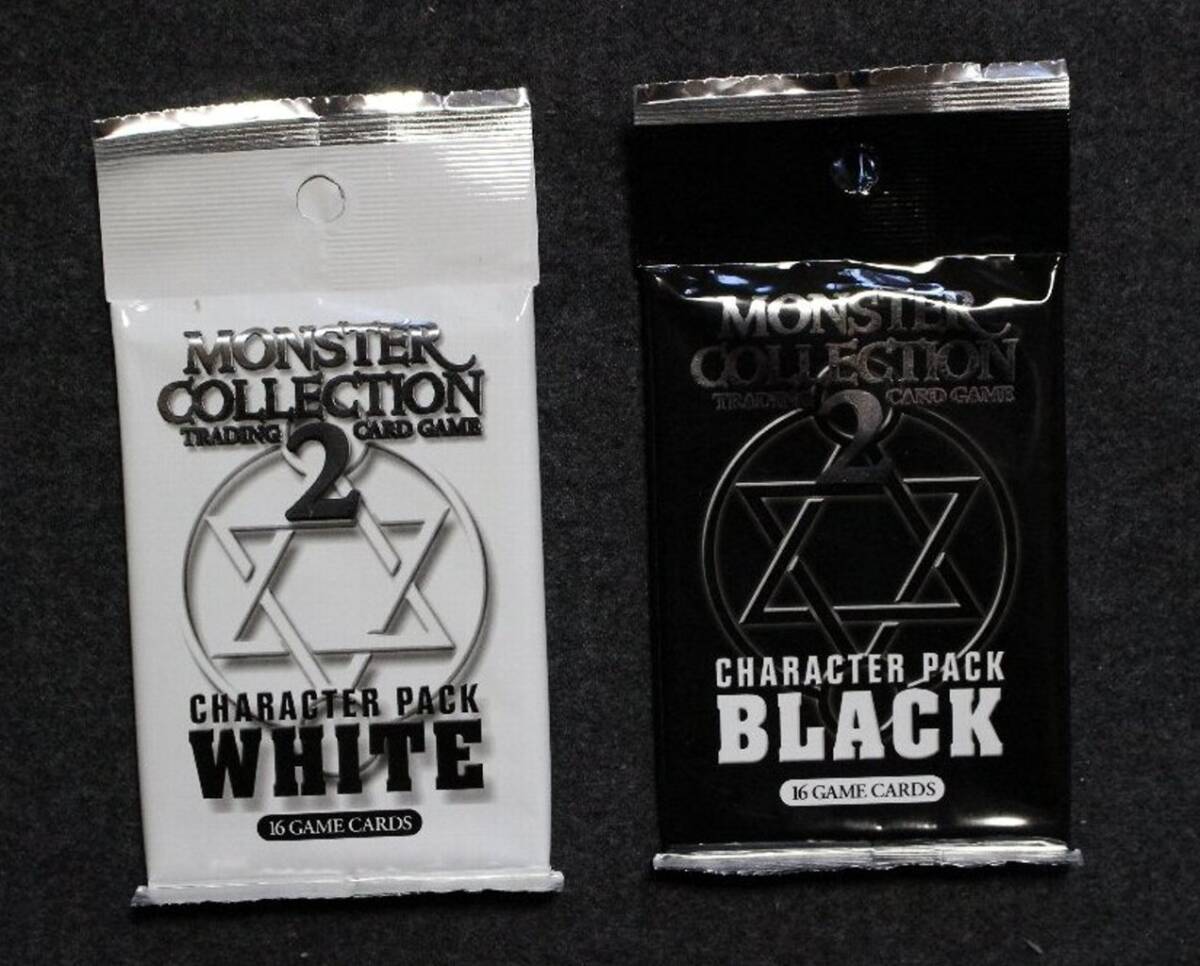 MONSTER
COLLECTION
TRADING CARD GAME
2
CHARACTER PACK
WHITE
16 GAME CARDS
MONSTER
COLLECTION
TRADING CARD GAME
2
CHARACTER PACK
BLACK
16 GAME CARDS